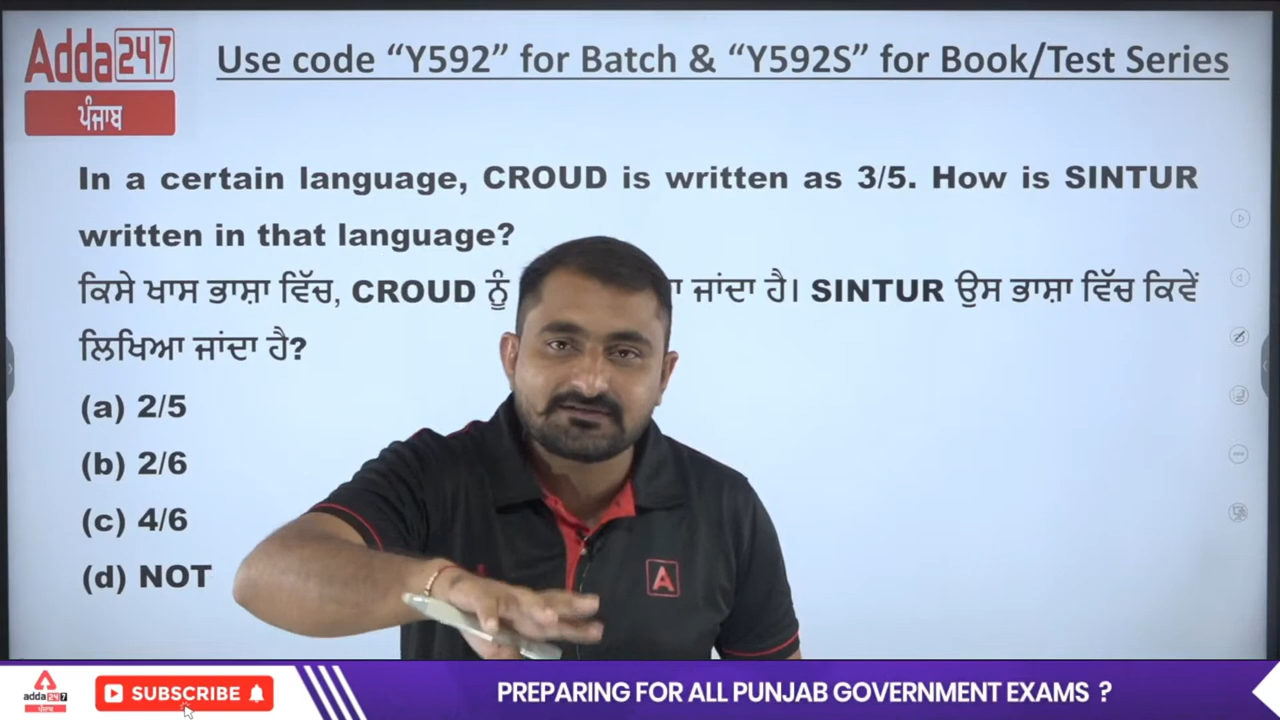 Adda247
ਪੰਜਾਬ
Use code “Y592” for Batch & “Y592S” for Book/Test Series
In a certain language, CROUD is written as 3/5. How is SINTUR
written in that language?
ਕਿਸੇ ਖਾਸ ਭਾਸ਼ਾ ਵਿੱਚ, CROUD ਨੂੰ ਜਾਂਦਾ ਹੈ। SINTUR ਉਸ ਭਾਸ਼ਾ ਵਿੱਚ ਕਿਵੇਂ
ਲਿਖਿਆ ਜਾਂਦਾ ਹੈ?
(a) 2/5
(b) 2/6
(c) 4/6
(d) NOT
A
adda247
ਪੰਜਾਬ
SUBSCRIBE
PREPARING FOR ALL PUNJAB GOVERNMENT EXAMS ?